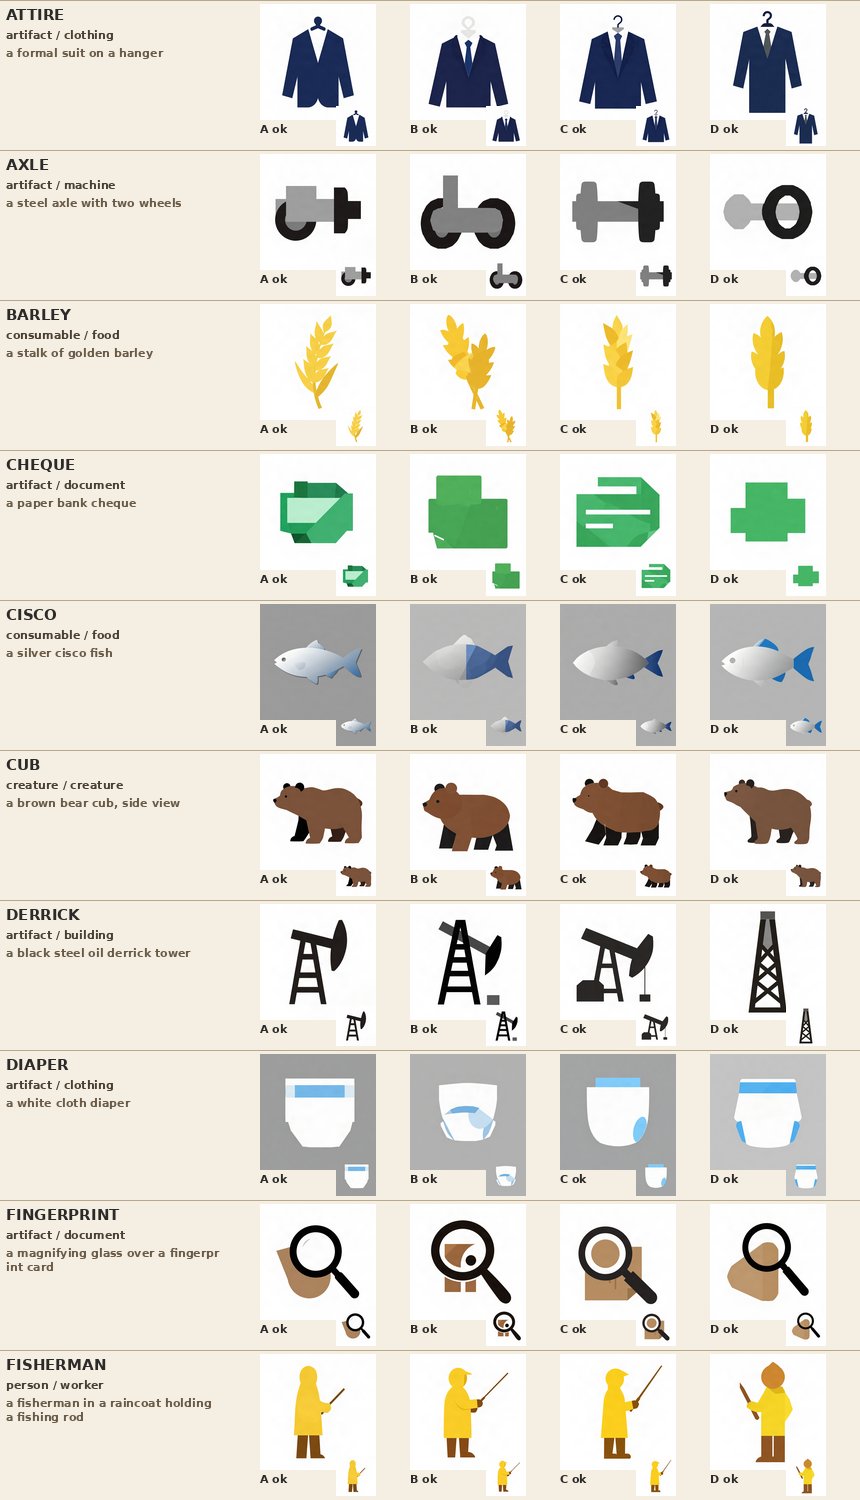 ATTIRE
artifact / clothing
a formal suit on a hanger
A ok
B ok
C ok
D ok
AXLE
artifact / machine
a steel axle with two wheels
A ok
B ok
C ok
D ok
BARLEY
consumable / food
a stalk of golden barley
A ok
B ok
C ok
D ok
CHEQUE
artifact / document
a paper bank cheque
A ok
B ok
C ok
D ok
CISCO
consumable / food
a silver cisco fish
A ok
B ok
C ok
D ok
CUB
creature / creature
a brown bear cub, side view
A ok
B ok
C ok
D ok
DERRICK
artifact / building
a black steel oil derrick tower
A ok
B ok
C ok
D ok
DIAPER
artifact / clothing
a white cloth diaper
A ok
B ok
C ok
D ok
FINGERPRINT
artifact / document
a magnifying glass over a fingerpr
int card
A ok
B ok
C ok
D ok
FISHERMAN
person / worker
a fisherman in a raincoat holding
a fishing rod
A ok
B ok
C ok
D ok